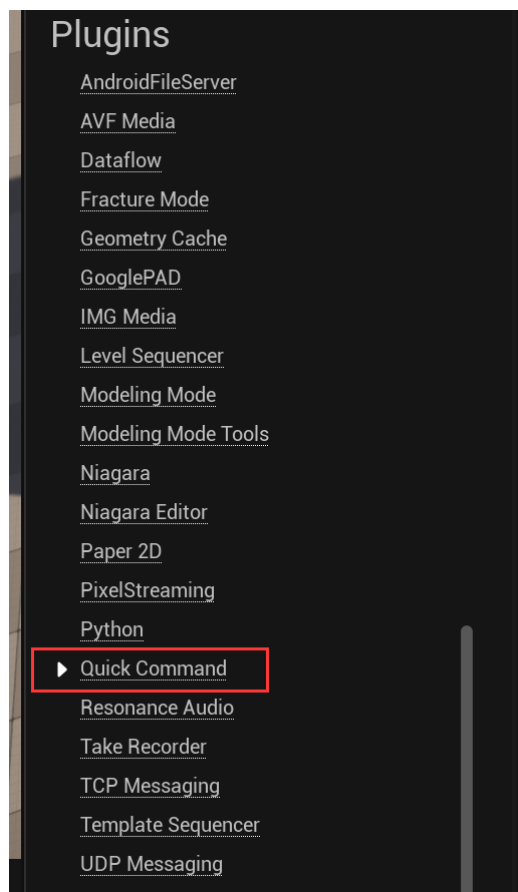 Plugins
AndroidFileServer
AVF Media
Dataflow
Fracture Mode
Geometry Cache
GooglePAD
IMG Media
Level Sequencer
Modeling Mode
Modeling Mode Tools
Niagara
Niagara Editor
Paper 2D
PixelStreaming
Python
Quick Command
Resonance Audio
Take Recorder
TCP Messaging
Template Sequencer
UDP Messaging